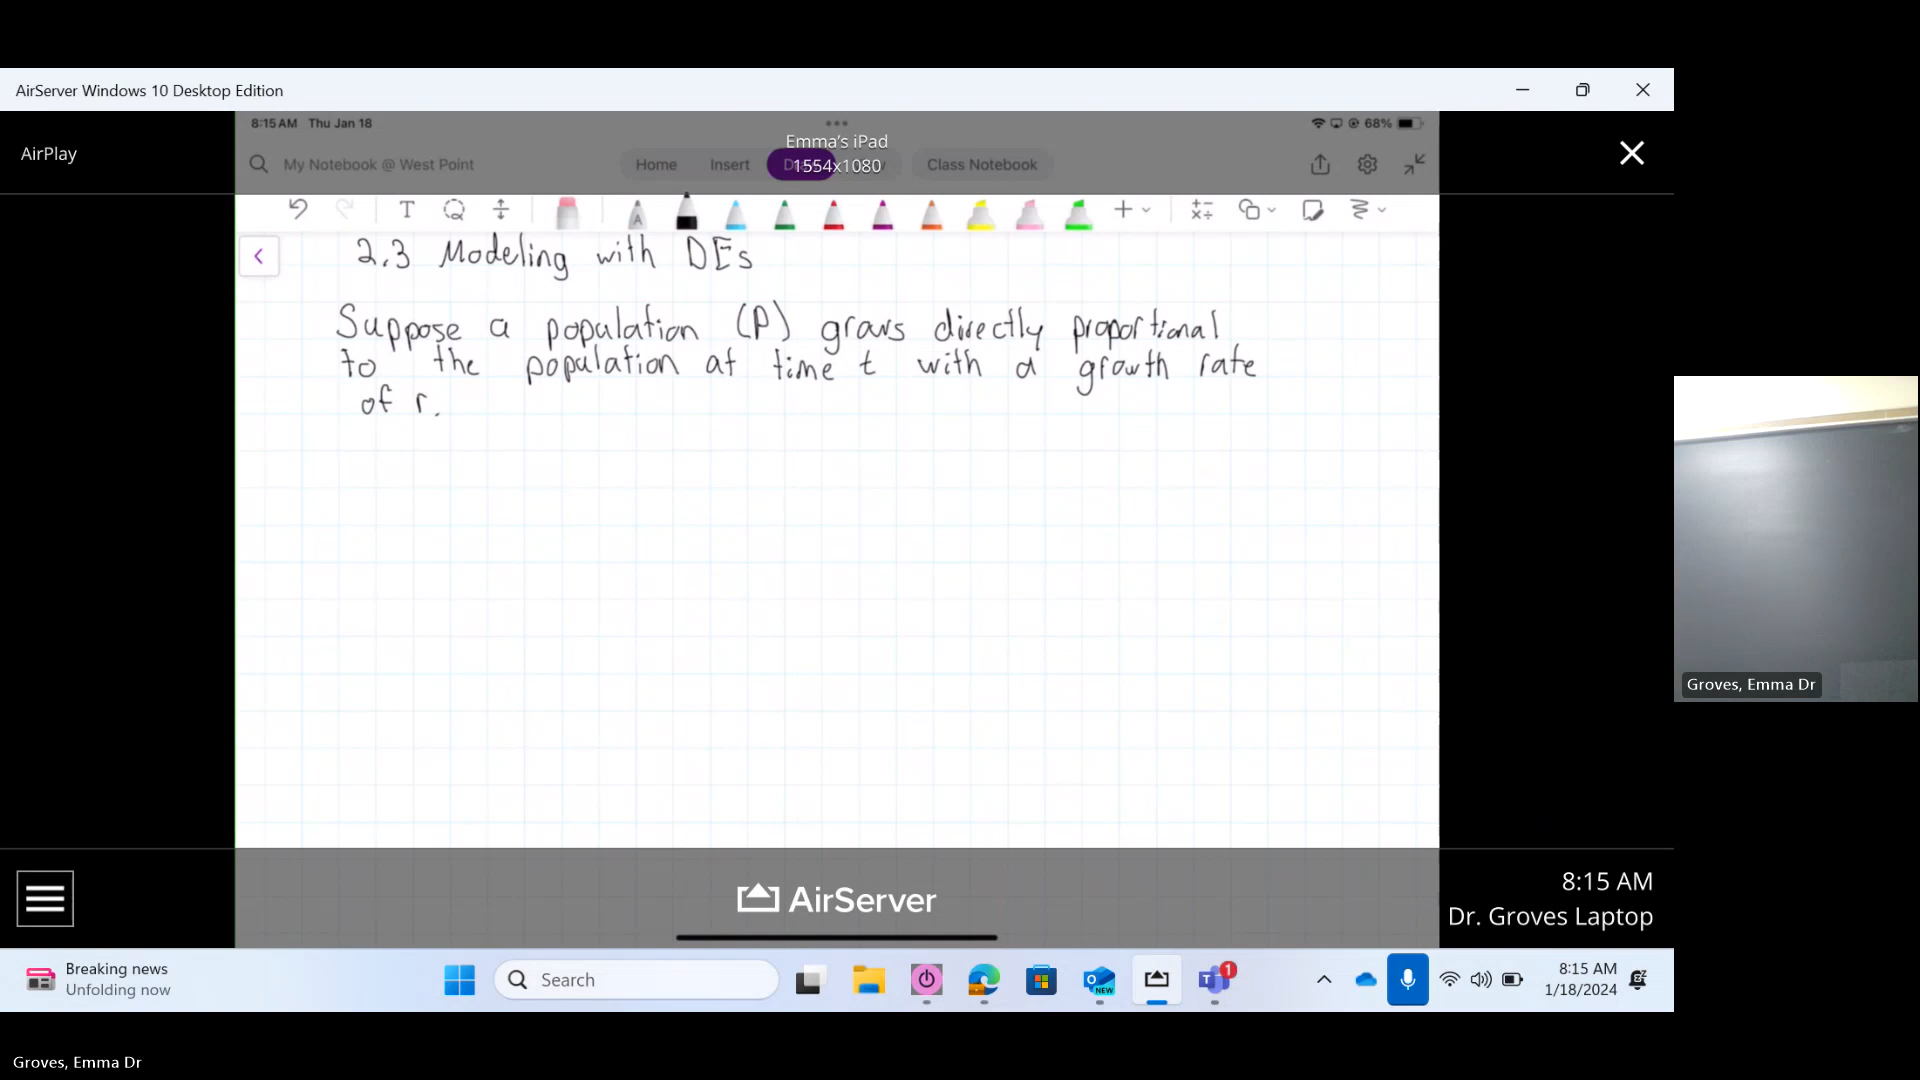 AirServer Windows 10 Desktop Edition
AirPlay
8:15 AM Thu Jan 18
68%
Emma's iPad
1554x1080
My Notebook @ West Point
Home
Insert
Class Notebook
T
A
2.3 Modeling with DEs
Suppose a population (P) grows directly proportional
to the population at time t with a growth rate
of r.
Groves, Emma Dr
AirServer
8:15 AM
Dr. Groves Laptop
Breaking news
Unfolding now
Search
NEW
1
8:15 AM
1/18/2024
Groves, Emma Dr